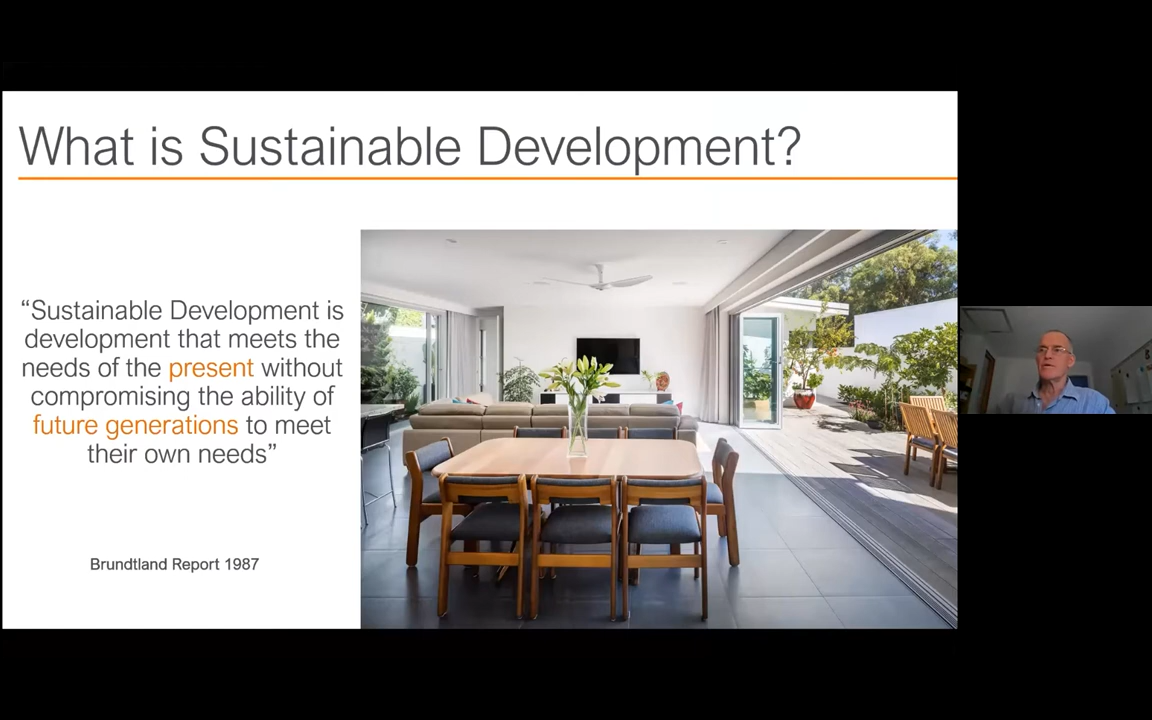 What is Sustainable Development?
“Sustainable Development is
development that meets the
needs of the present without
compromising the ability of
future generations to meet
their own needs”
Brundtland Report 1987